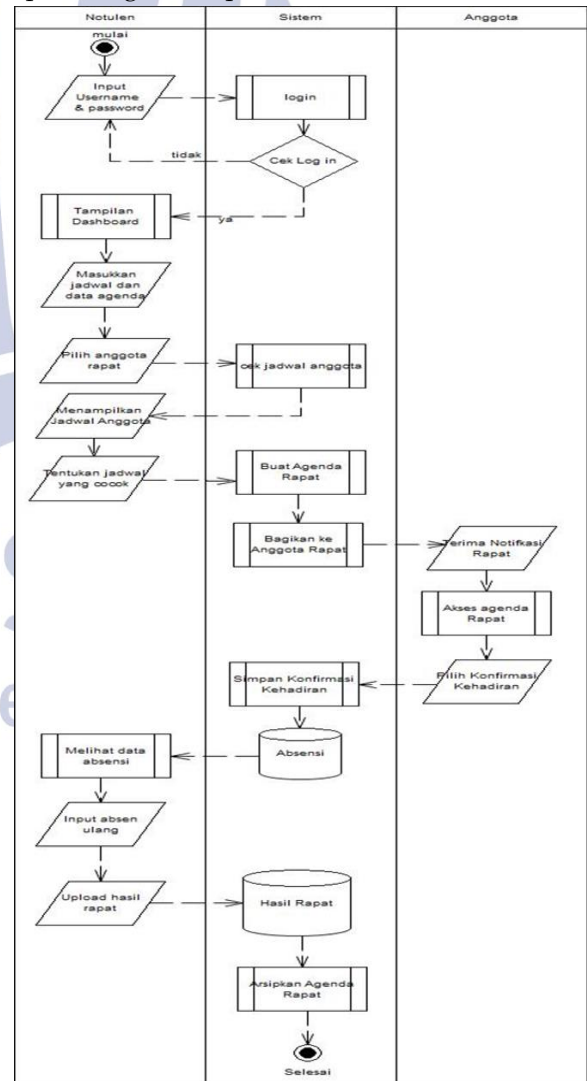 Notulen
Sistem
Anggota
mulai
Input
Username
& password
login
tidak
Cek Log in
Tampilan
Dashboard
ya
Masukkan
jadwal dan
data agenda
Pilih anggota
rapat
cek jadwal anggota
Menampilkan
Jadwal Anggota
Tentukan jadwal
yang cocok
Buat Agenda
Rapat
Bagikan ke
Anggota Rapat
Terima Notifkasi
Rapat
Akses agenda
Rapat
Pilih Konfirmasi
Kehadiran
Simpan Konfirmasi
Kehadiran
Absensi
Melihat data
absensi
Input absen
ulang
Upload hasil
rapat
Hasil Rapat
Arsipkan Agenda
Rapat
Selesai